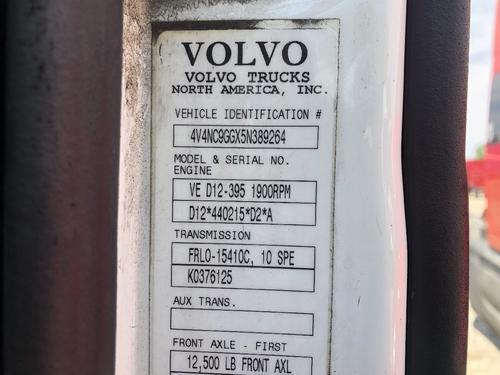 VOLVO
VOLVO TRUCKS
NORTH AMERICA, INC.
VEHICLE IDENTIFICATION #
4V4NC9GGX5N389264
MODEL & SERIAL NO.
ENGINE
VE D12-395 1900RPM
D12*440215*D2*A
TRANSMISSION
FRLO-15410C, 10 SPE
K0376125
AUX TRANS.
FRONT AXLE - FIRST
12,500 LB FRONT AXL